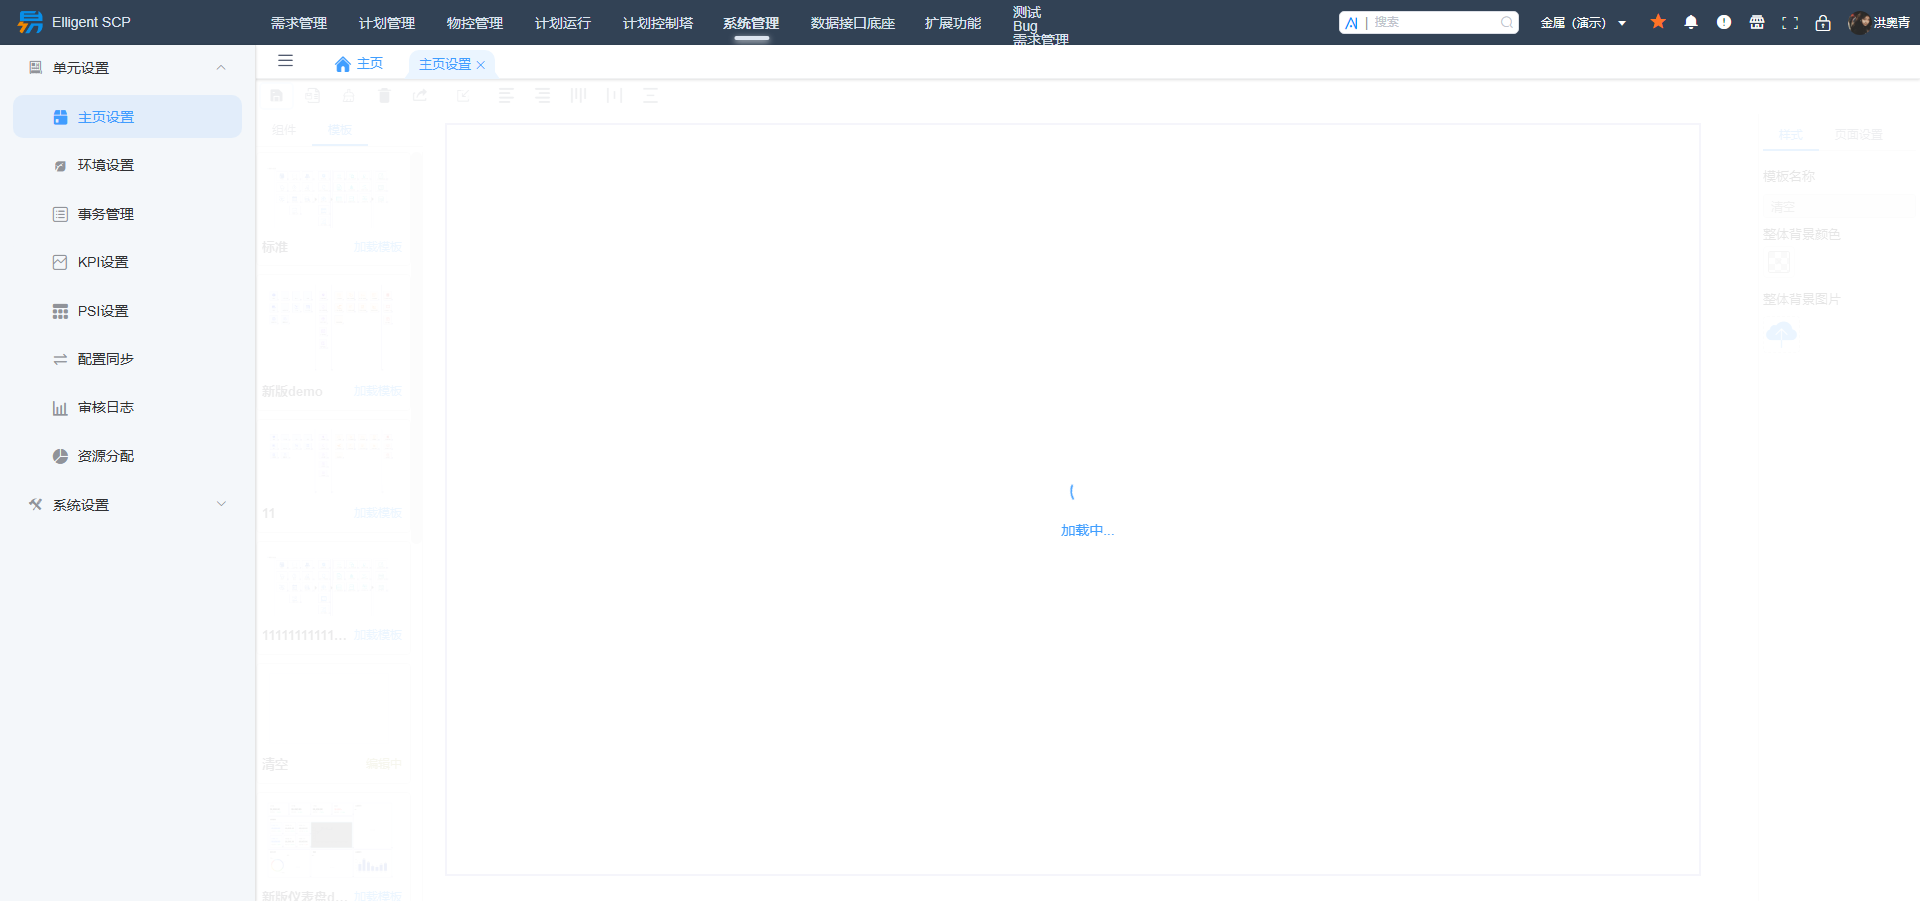 Elligent SCP
需求管理
计划管理
物控管理
计划运行
计划控制塔
系统管理
数据接口底座
扩展功能
测试
Bug
需求管理
搜索
金属（演示）
洪奥青
单元设置
主页设置
环境设置
事务管理
KPI设置
PSI设置
配置同步
审核日志
资源分配
系统设置
主页
主页设置
组件
模板
标准
加载模板
新版demo
加载模板
11
加载模板
11111111111...
加载模板
清空
编辑中
新版仪表盘d...
加载模板
加载中...
样式
页面设置
模板名称
清空
整体背景颜色
整体背景图片